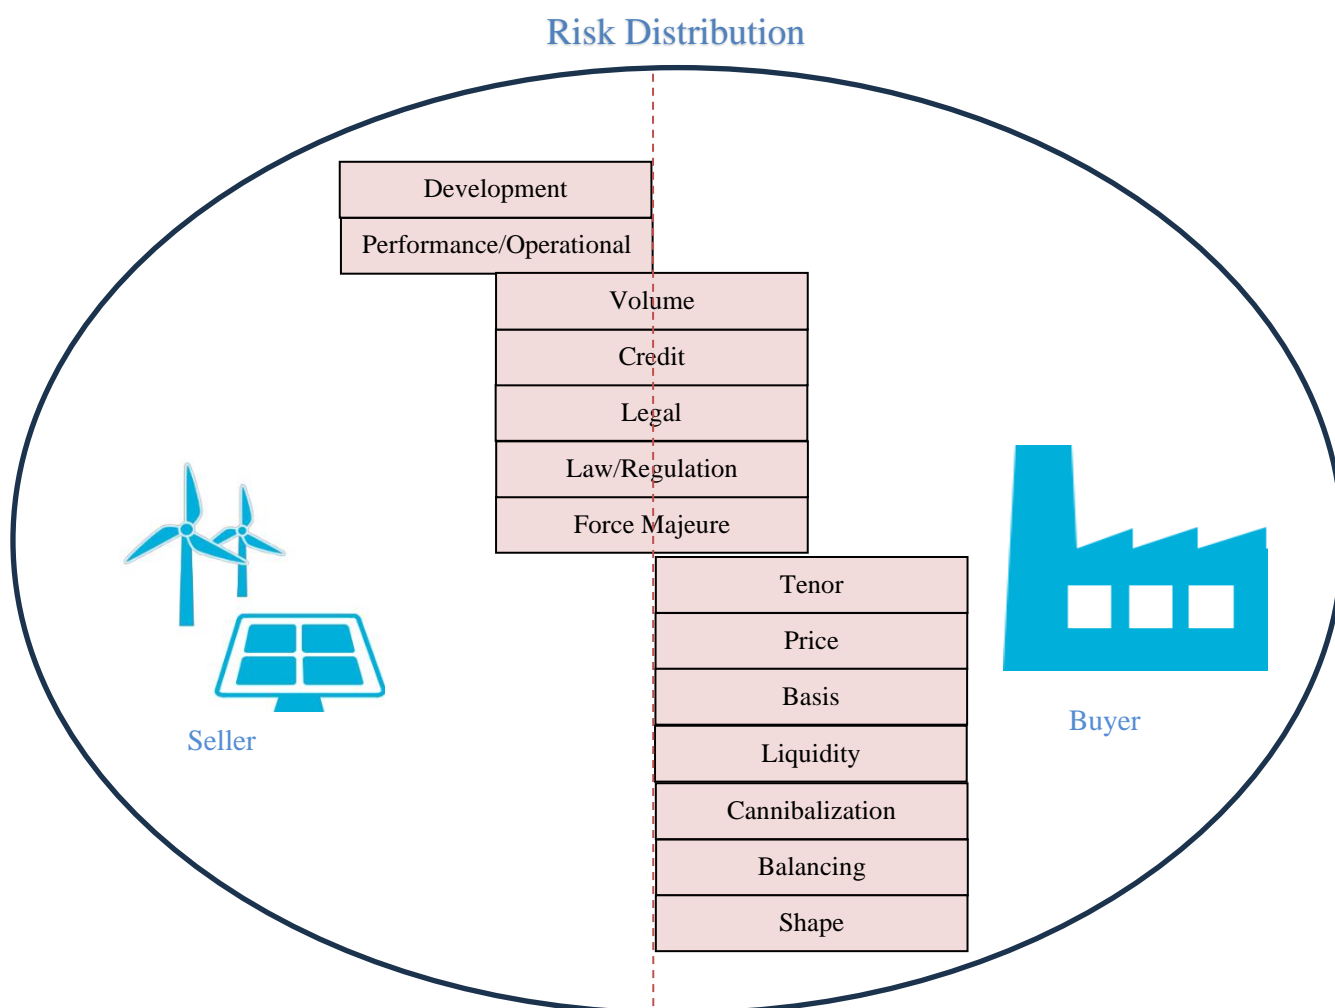 Risk Distribution
Development
Performance/Operational
Volume
Credit
Legal
Law/Regulation
Force Majeure
Tenor
Price
Basis
Liquidity
Cannibalization
Balancing
Shape
Seller
Buyer